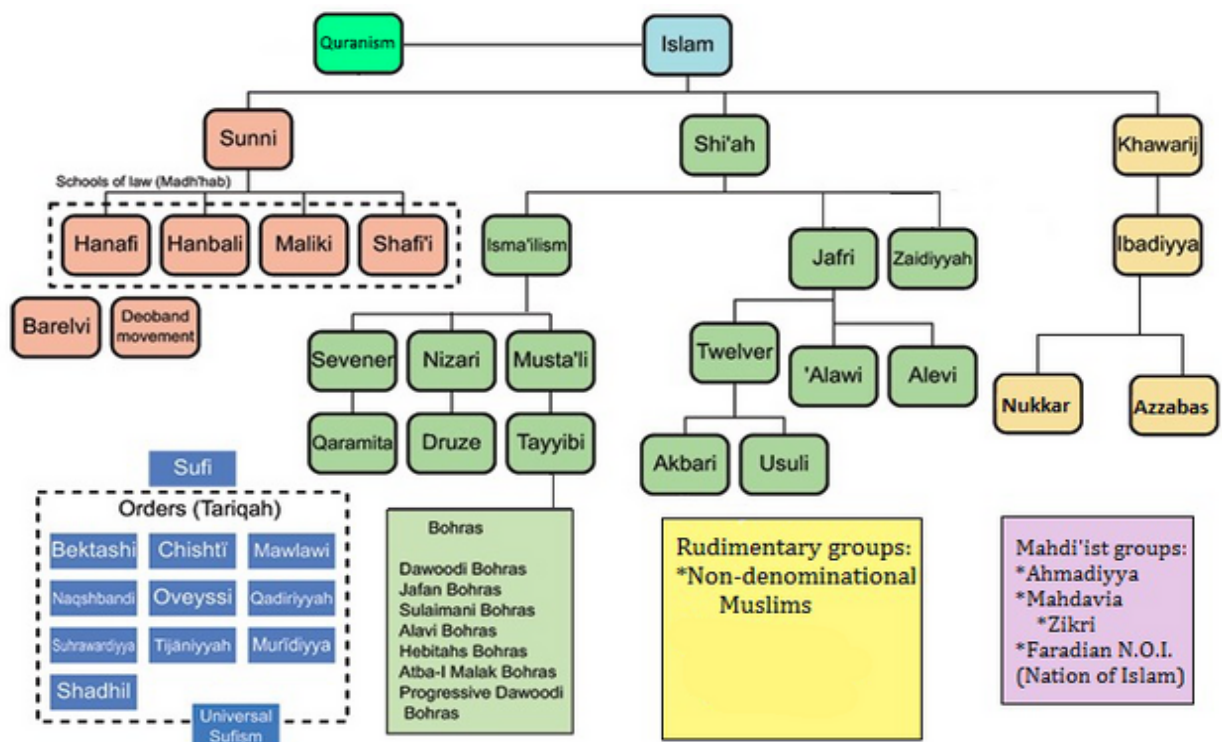 Quranism
Islam
Sunni
Shi'ah
Khawarij
Schools of law (Madh'hab)
Hanafi
Hanbali
Maliki
Shafi'i
Isma'ilism
Jafri
Zaidiyyah
Ibadiyya
Barelvi
Deoband
movement
Sevener
Nizari
Musta'li
Twelver
'Alawi
Alevi
Nukkar
Azzabas
Qaramita
Druze
Tayyibi
Akbari
Usuli
Sufi
Orders (Tariqah)
Bektashi
Chishtï
Mawlawi
Naqshbandi
Oveyssi
Qadiriyyah
Suhrawardiyya
Tijāniyyah
Murīdiyya
Shadhil
Universal
Sufism
Bohras
Dawoodi Bohras
Jafan Bohras
Sulaimani Bohras
Alavi Bohras
Hebitahs Bohras
Atba-I Malak Bohras
Progressive Dawoodi
Bohras
Rudimentary groups:
*Non-denominational
Muslims
Mahdi'ist groups:
*Ahmadiyya
*Mahdavia
*Zikri
*Faradian N.O.I.
(Nation of Islam)